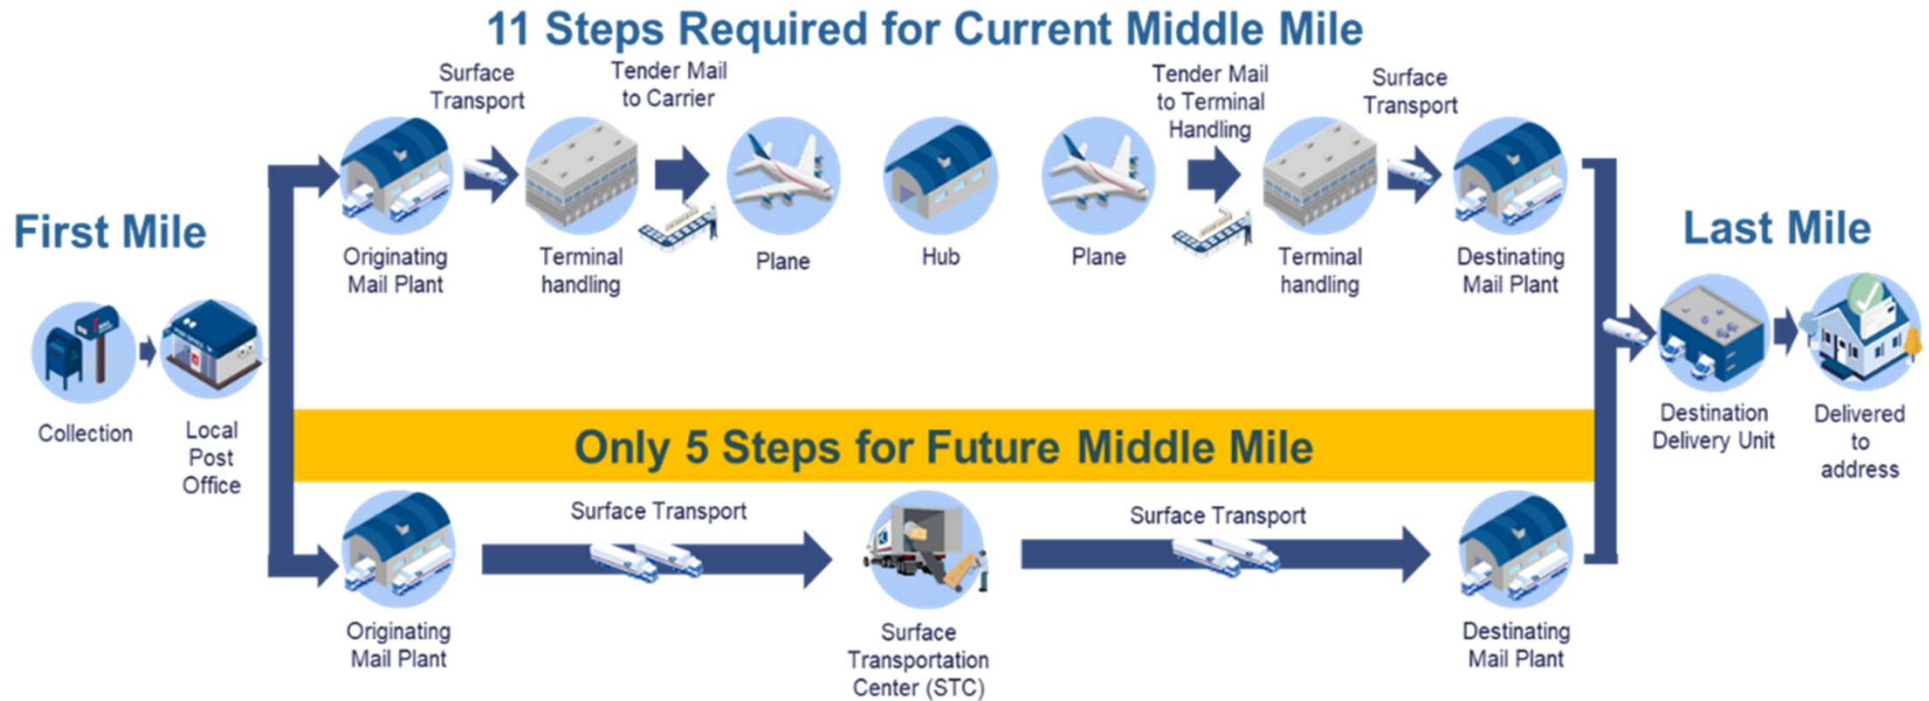 11 Steps Required for Current Middle Mile
Surface
Transport
Tender Mail
to Carrier
Tender Mail
to Terminal
Handling
Surface
Transport
Originating
Mail Plant
Terminal
handling
Plane
Hub
Plane
Terminal
handling
Destinating
Mail Plant
First Mile
Collection
Local
Post
Office
Last Mile
Destination
Delivery Unit
Delivered
to
address
Only 5 Steps for Future Middle Mile
Originating
Mail Plant
Surface Transport
Surface
Transportation
Center (STC)
Surface Transport
Destinating
Mail Plant